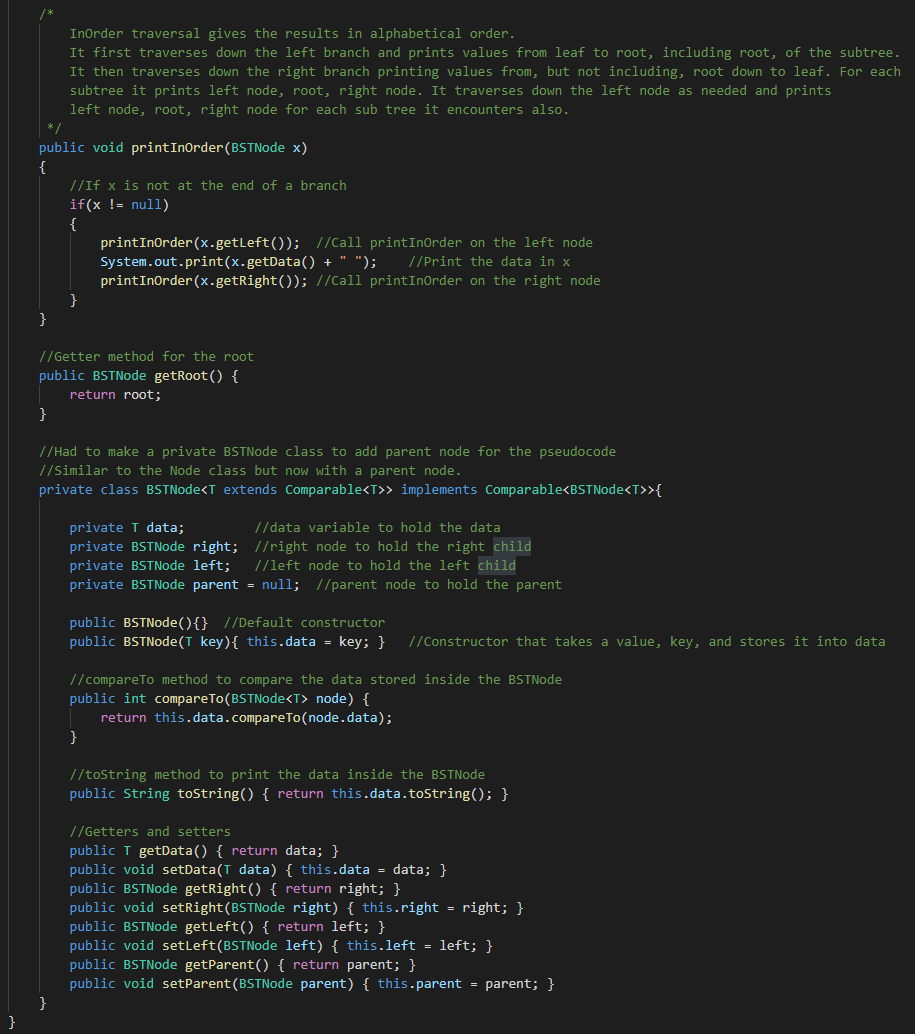 /*
InOrder traversal gives the results in alphabetical order.
It first traverses down the left branch and prints values from leaf to root, including root, of the subtree.
It then traverses down the right branch printing values from, but not including, root down to leaf. For each
subtree it prints left node, root, right node. It traverses down the left node as needed and prints
left node, root, right node for each sub tree it encounters also.
*/
public void printInOrder(BSTNode x)
{
//If x is not at the end of a branch
if(x != null)
{
printInOrder(x.getLeft());  //Call printInOrder on the left node
System.out.print(x.getData() + " ");    //Print the data in x
printInOrder(x.getRight()); //Call printInOrder on the right node
}
}
//Getter method for the root
public BSTNode getRoot() {
return root;
}
//Had to make a private BSTNode class to add parent node for the pseudocode
//Similar to the Node class but now with a parent node.
private class BSTNode<T extends Comparable<T>> implements Comparable<BSTNode<T>>{
private T data;         //data variable to hold the data
private BSTNode right;  //right node to hold the right child
private BSTNode left;   //left node to hold the left child
private BSTNode parent = null;  //parent node to hold the parent
public BSTNode(){}  //Default constructor
public BSTNode(T key){ this.data = key; }   //Constructor that takes a value, key, and stores it into data
//compareTo method to compare the data stored inside the BSTNode
public int compareTo(BSTNode<T> node) {
return this.data.compareTo(node.data);
}
//toString method to print the data inside the BSTNode
public String toString() { return this.data.toString(); }
//Getters and setters
public T getData() { return data; }
public void setData(T data) { this.data = data; }
public BSTNode getRight() { return right; }
public void setRight(BSTNode right) { this.right = right; }
public BSTNode getLeft() { return left; }
public void setLeft(BSTNode left) { this.left = left; }
public BSTNode getParent() { return parent; }
public void setParent(BSTNode parent) { this.parent = parent; }
}
}